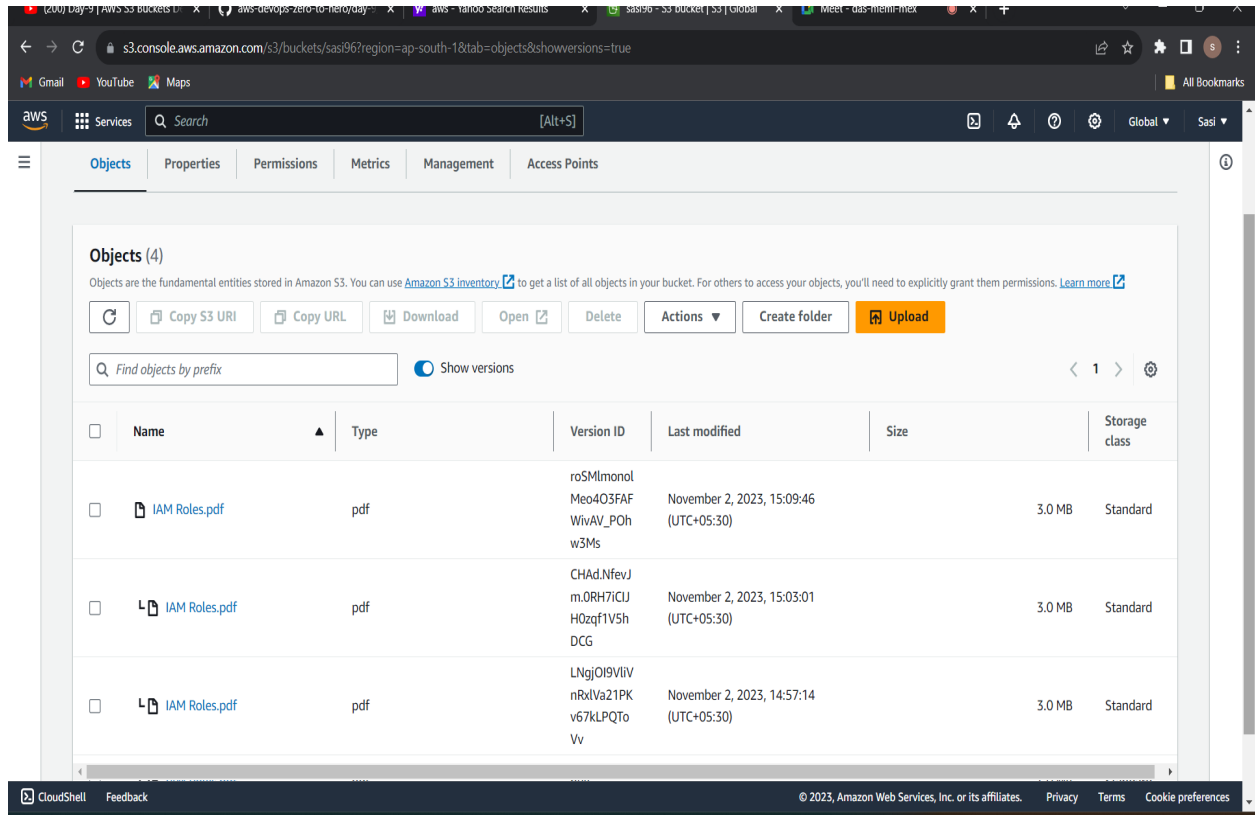 (200) Day-9 | AWS S3 Buckets D
aws-devops-zero-to-hero/day-9
aws - Yahoo Search Results
sasi96 - S3 bucket | S3 | Global
Meet - das-memi-mex
s3.console.aws.amazon.com/s3/buckets/sasi96?region=ap-south-1&tab=objects&showversions=true
S
Gmail YouTube Maps All Bookmarks
aws Services Search [Alt+S] Global Sasi
Objects Properties Permissions Metrics Management Access Points
Objects (4)
Objects are the fundamental entities stored in Amazon S3. You can use Amazon S3 inventory to get a list of all objects in your bucket. For others to access your objects, you'll need to explicitly grant them permissions. Learn more
Copy S3 URI Copy URL Download Open Delete Actions Create folder Upload
Find objects by prefix Show versions 1
Name Type Version ID Last modified Size Storage
class
IAM Roles.pdf pdf roSMlmonol
Meo4O3FAF
WivAV_POh
w3Ms
November 2, 2023, 15:09:46
(UTC+05:30)
3.0 MB Standard
IAM Roles.pdf pdf CHAd.NfevJ
m.0RH7iCIJ
H0zqf1V5h
DCG
November 2, 2023, 15:03:01
(UTC+05:30)
3.0 MB Standard
IAM Roles.pdf pdf LNgjOI9VliV
nRxlVa21PK
v67kLPQTo
Vv
November 2, 2023, 14:57:14
(UTC+05:30)
3.0 MB Standard
CloudShell Feedback © 2023, Amazon Web Services, Inc. or its affiliates. Privacy Terms Cookie preferences